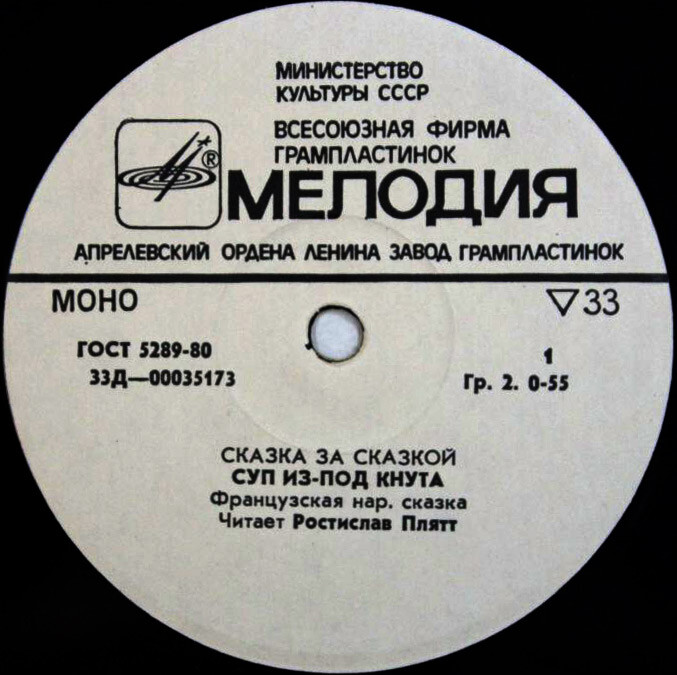 МИНИСТЕРСТВО
КУЛЬТУРЫ СССР
ВСЕСОЮЗНАЯ ФИРМА
ГРАМПЛАСТИНОК
®
МЕЛОДИЯ
АПРЕЛЕВСКИЙ ОРДЕНА ЛЕНИНА ЗАВОД ГРАМПЛАСТИНОК
МОНО ▽33
ГОСТ 5289-80 1
33Д—00035173 Гр. 2. 0-55
СКАЗКА ЗА СКАЗКОЙ
СУП ИЗ-ПОД КНУТА
Французская нар. сказка
Читает Ростислав Плятт